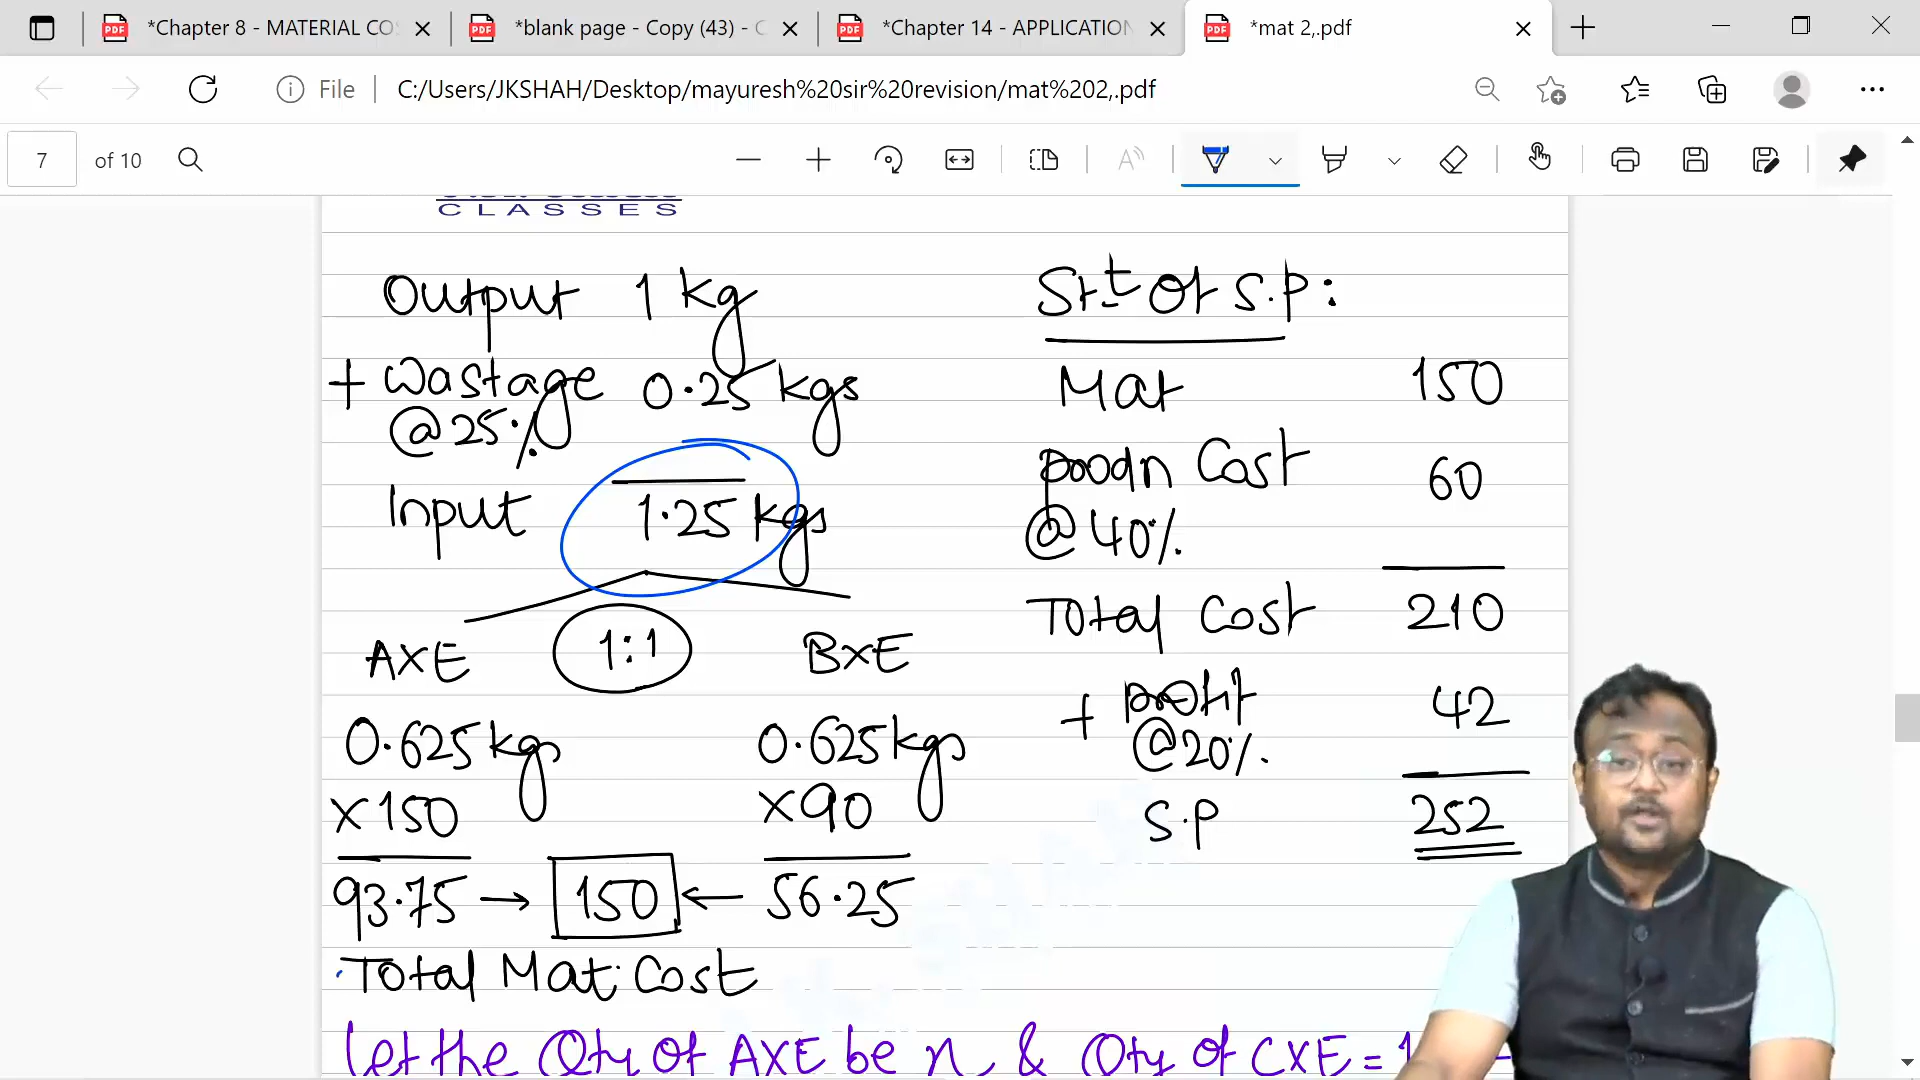 *Chapter 8 - MATERIAL CO
*blank page - Copy (43) - C
*Chapter 14 - APPLICATION
*mat 2,.pdf
File
C:/Users/JKSHAH/Desktop/mayuresh%20sir%20revision/mat%202,.pdf
7 of 10
CLASSES
Output 1 kg
+ Wastage 0.25 kgs
@ 25%
Input 1.25 kgs
AXE 1:1 BXE
0.625 kgs 0.625 kgs
×150 ×90
93.75 → 150 ← 56.25
Total Mat. Cost
St.t of S.P:
Mat 150
prodn Cost 60
@ 40%
Total Cost 210
+ profit 42
@ 20%.
S.P 252
let the Qty of AXE be x & Qty of CXE = 1